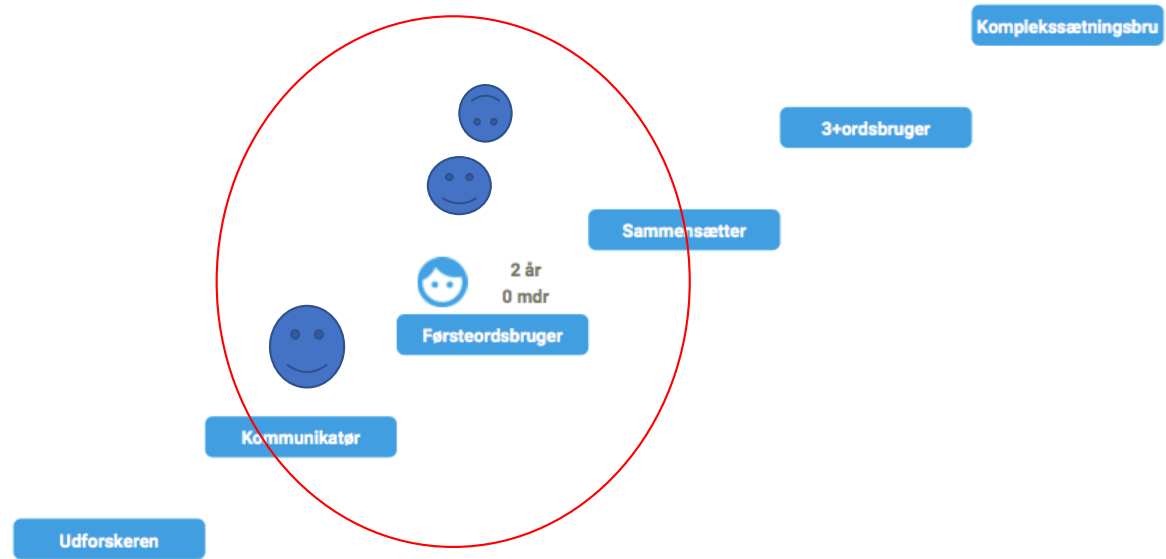 Komplekssætningsbru
3+ordsbruger
Sammensætter
2 år
0 mdr
Førsteordsbruger
Kommunikatør
Udforskeren